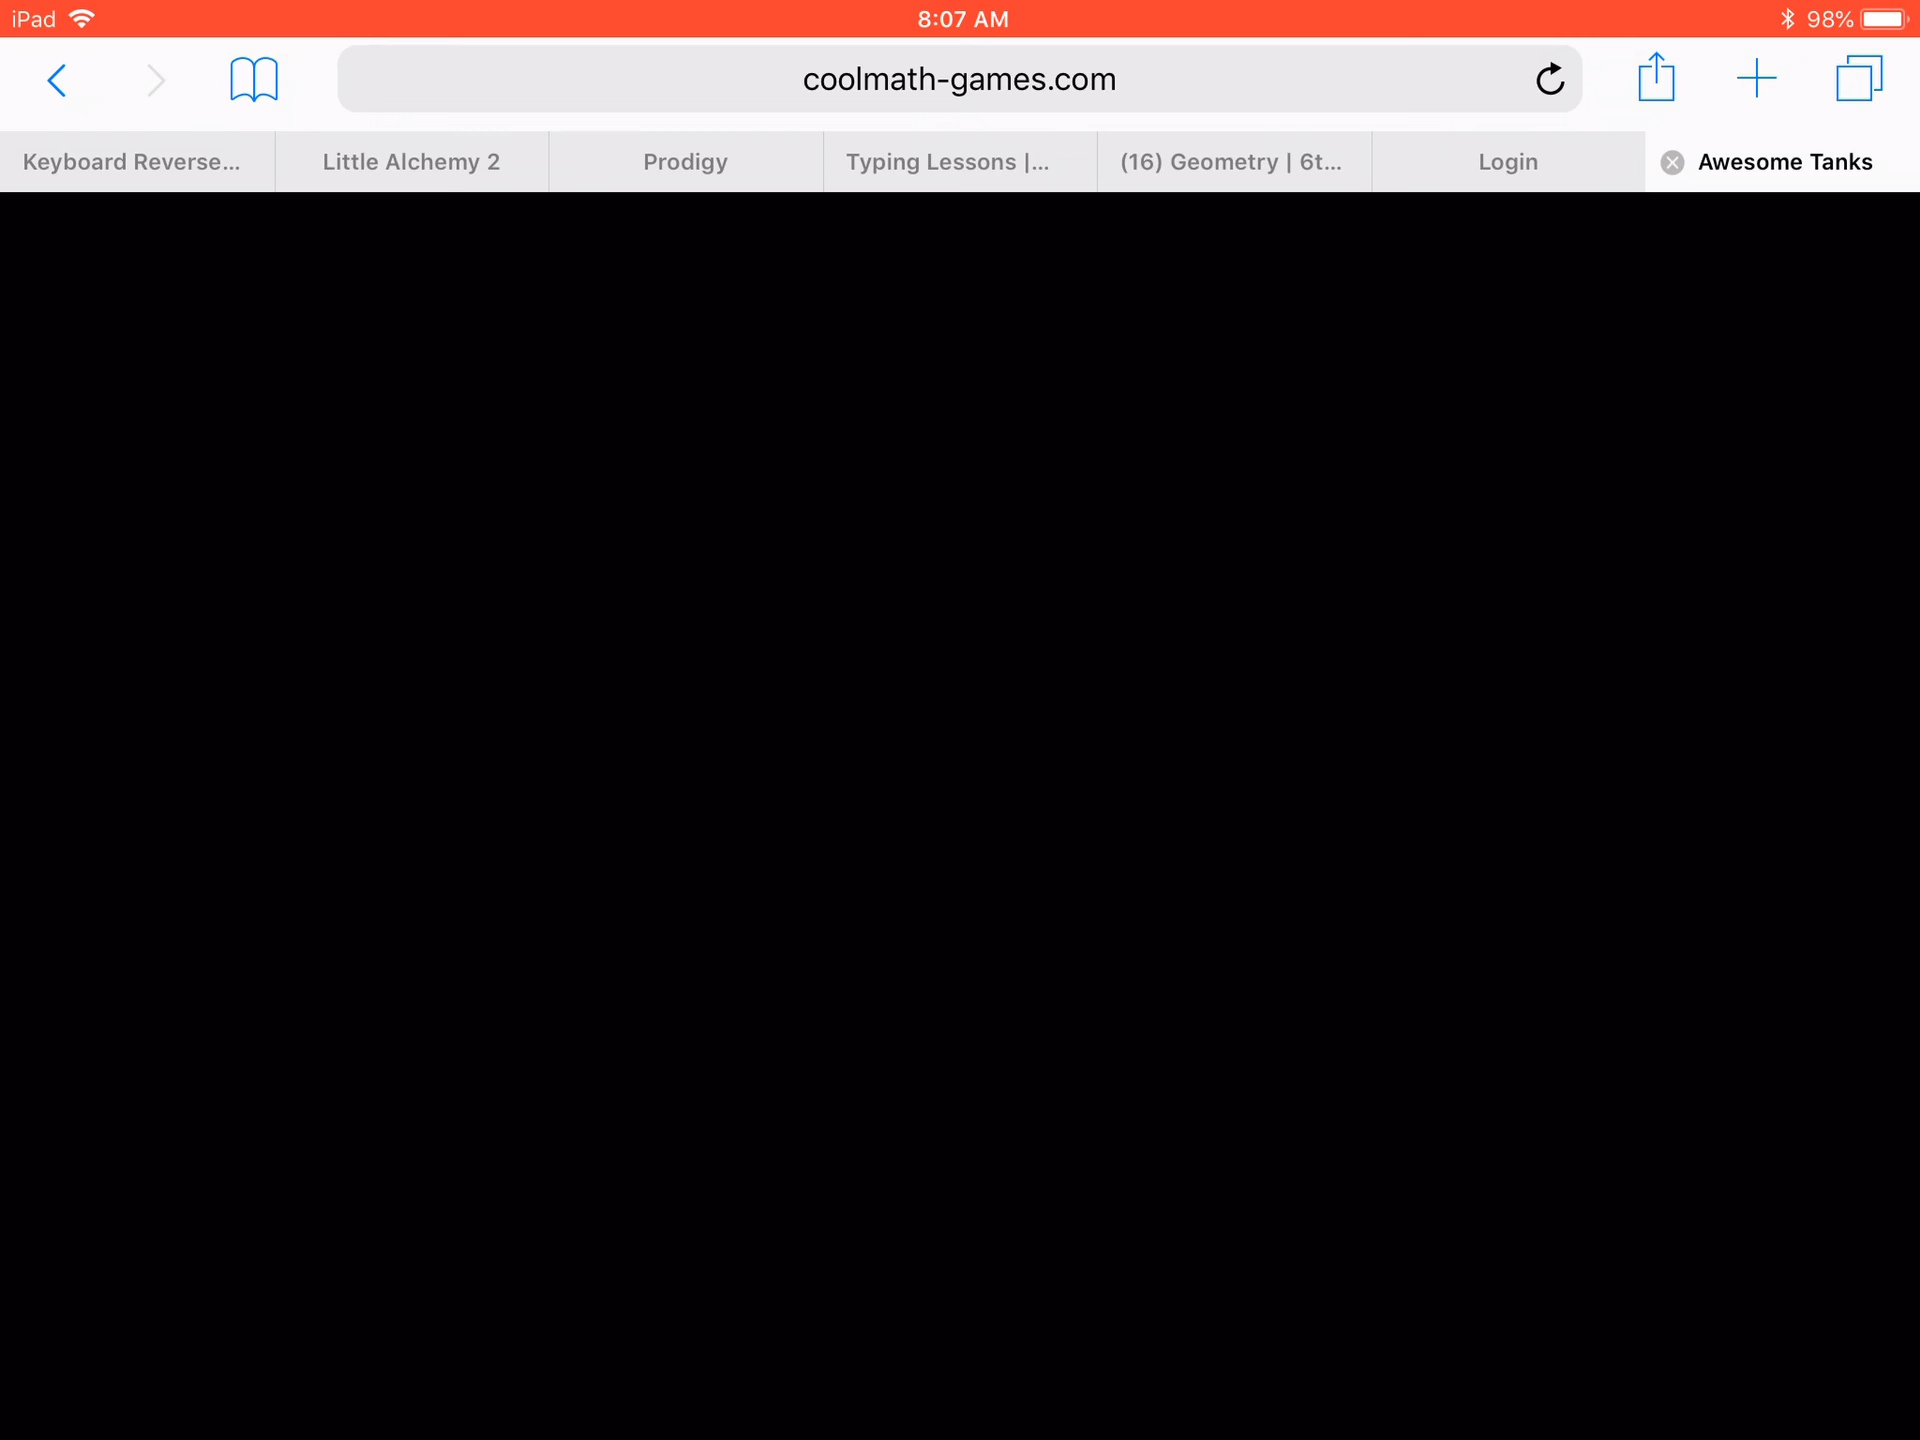 iPad 8:07 AM 98%
coolmath-games.com
Keyboard Reverse... Little Alchemy 2 Prodigy Typing Lessons |... (16) Geometry | 6t... Login Awesome Tanks